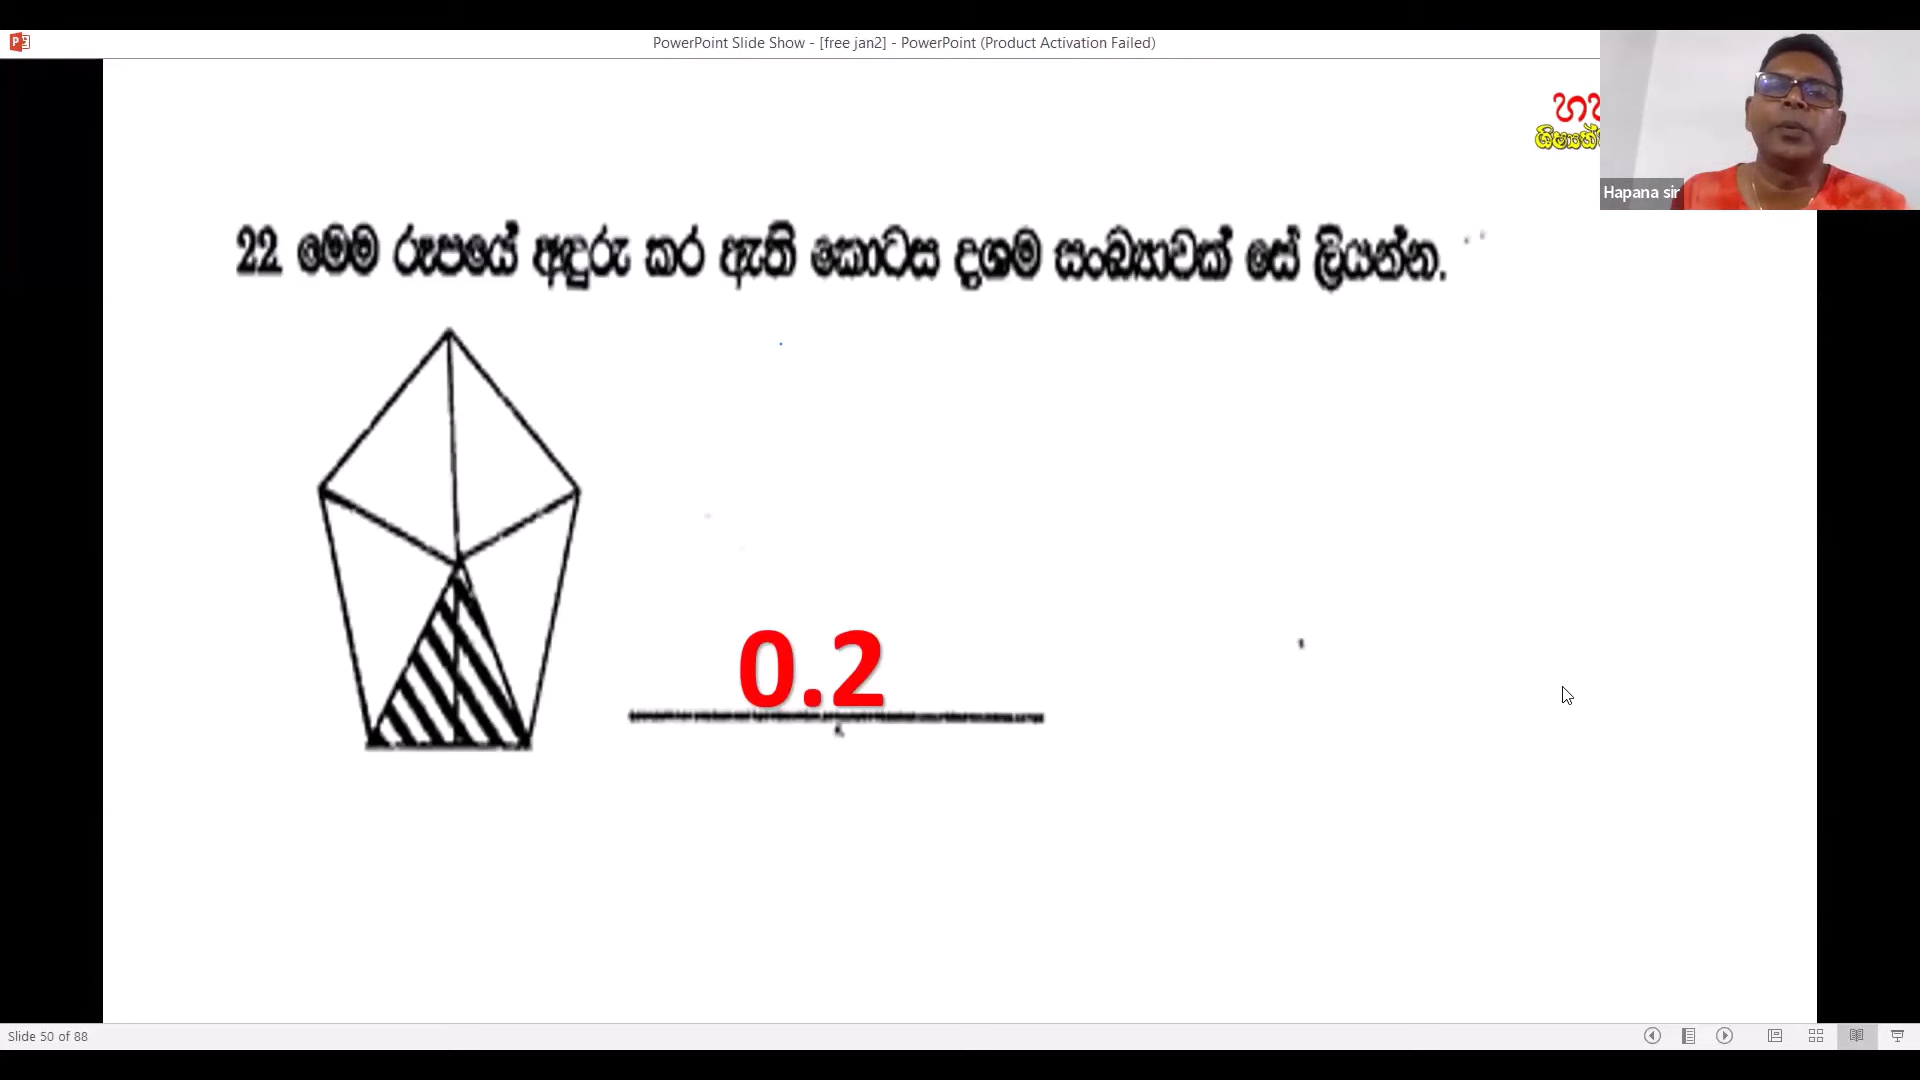 PowerPoint Slide Show - [free jan2] - PowerPoint (Product Activation Failed)
Hapana sir
22 මෙම රූපයේ අඳුරු කර ඇති කොටස දශම සංඛ්‍යාවක් සේ ලියන්න.
0.2
Slide 50 of 88